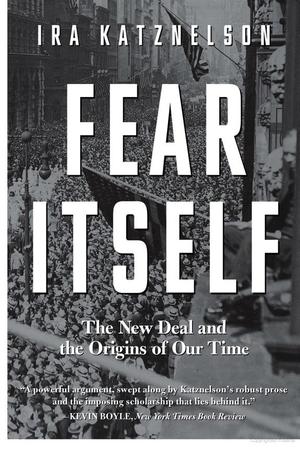 IRA KATZNELSON
FEAR
ITSELF
The New Deal and
the Origins of Our Time
“A powerful argument, swept along by Katznelson’s robust prose
and the imposing scholarship that lies behind it.”
—KEVIN BOYLE, New York Times Book Review